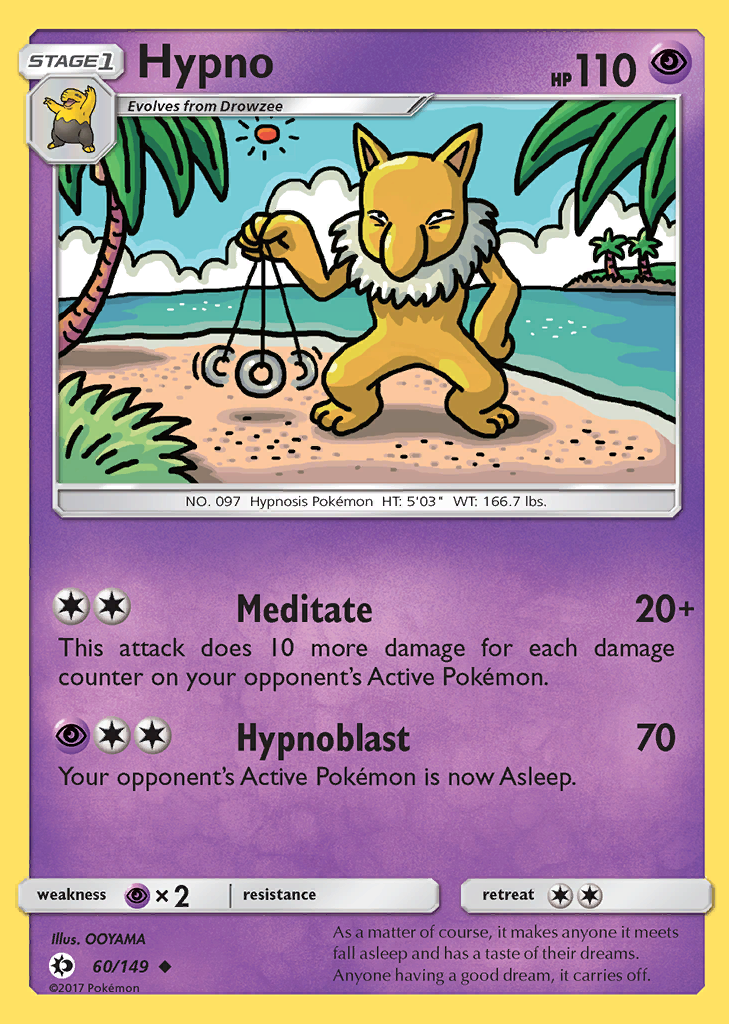 STAGE1
Hypno
HP 110
Evolves from Drowzee
NO. 097 Hypnosis Pokémon HT: 5'03" WT: 166.7 lbs.
Meditate 20+
This attack does 10 more damage for each damage
counter on your opponent's Active Pokémon.
Hypnoblast 70
Your opponent's Active Pokémon is now Asleep.
weakness ×2 resistance retreat
Illus. OOYAMA
60/149
©2017 Pokémon
As a matter of course, it makes anyone it meets
fall asleep and has a taste of their dreams.
Anyone having a good dream, it carries off.